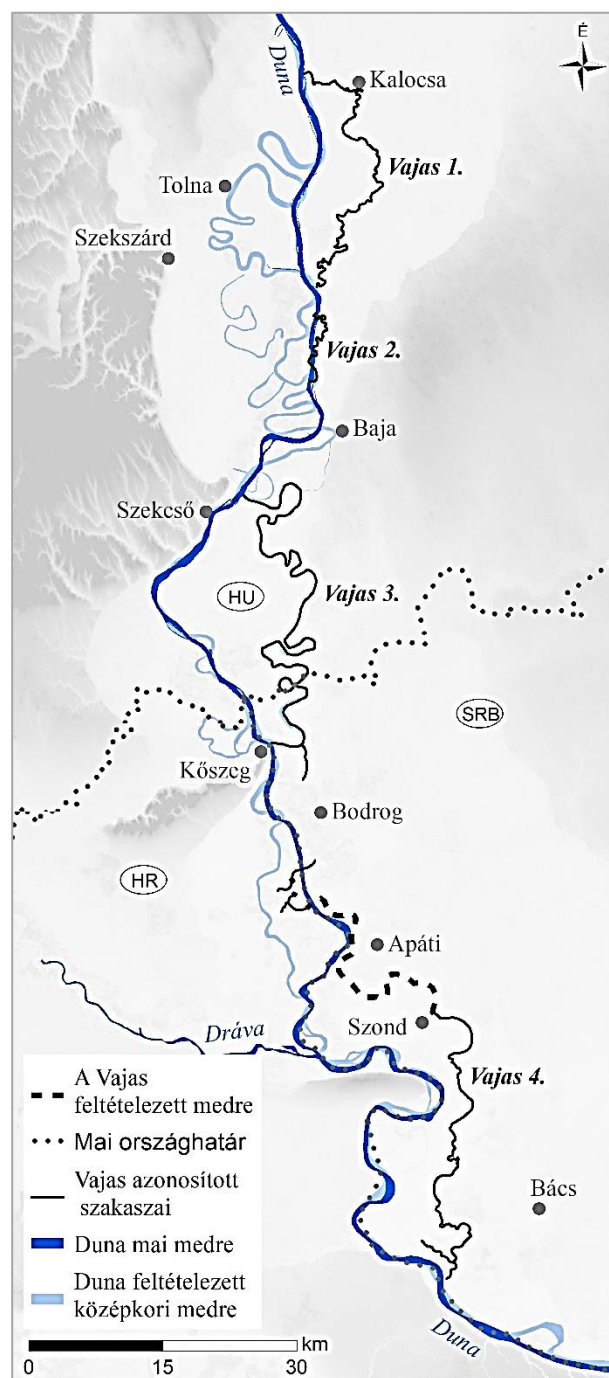 É
Duna
Kalocsa
Vajas 1.
Tolna
Szekszárd
Vajas 2.
Baja
Szekcső
HU
Vajas 3.
SRB
Kőszeg
Bodrog
HR
Apáti
Dráva
Szond
Vajas 4.
Bács
Duna
A Vajas
feltételezett medre
Mai országhatár
Vajas azonosított
szakaszai
Duna mai medre
Duna feltételezett
középkori medre
km
0 15 30